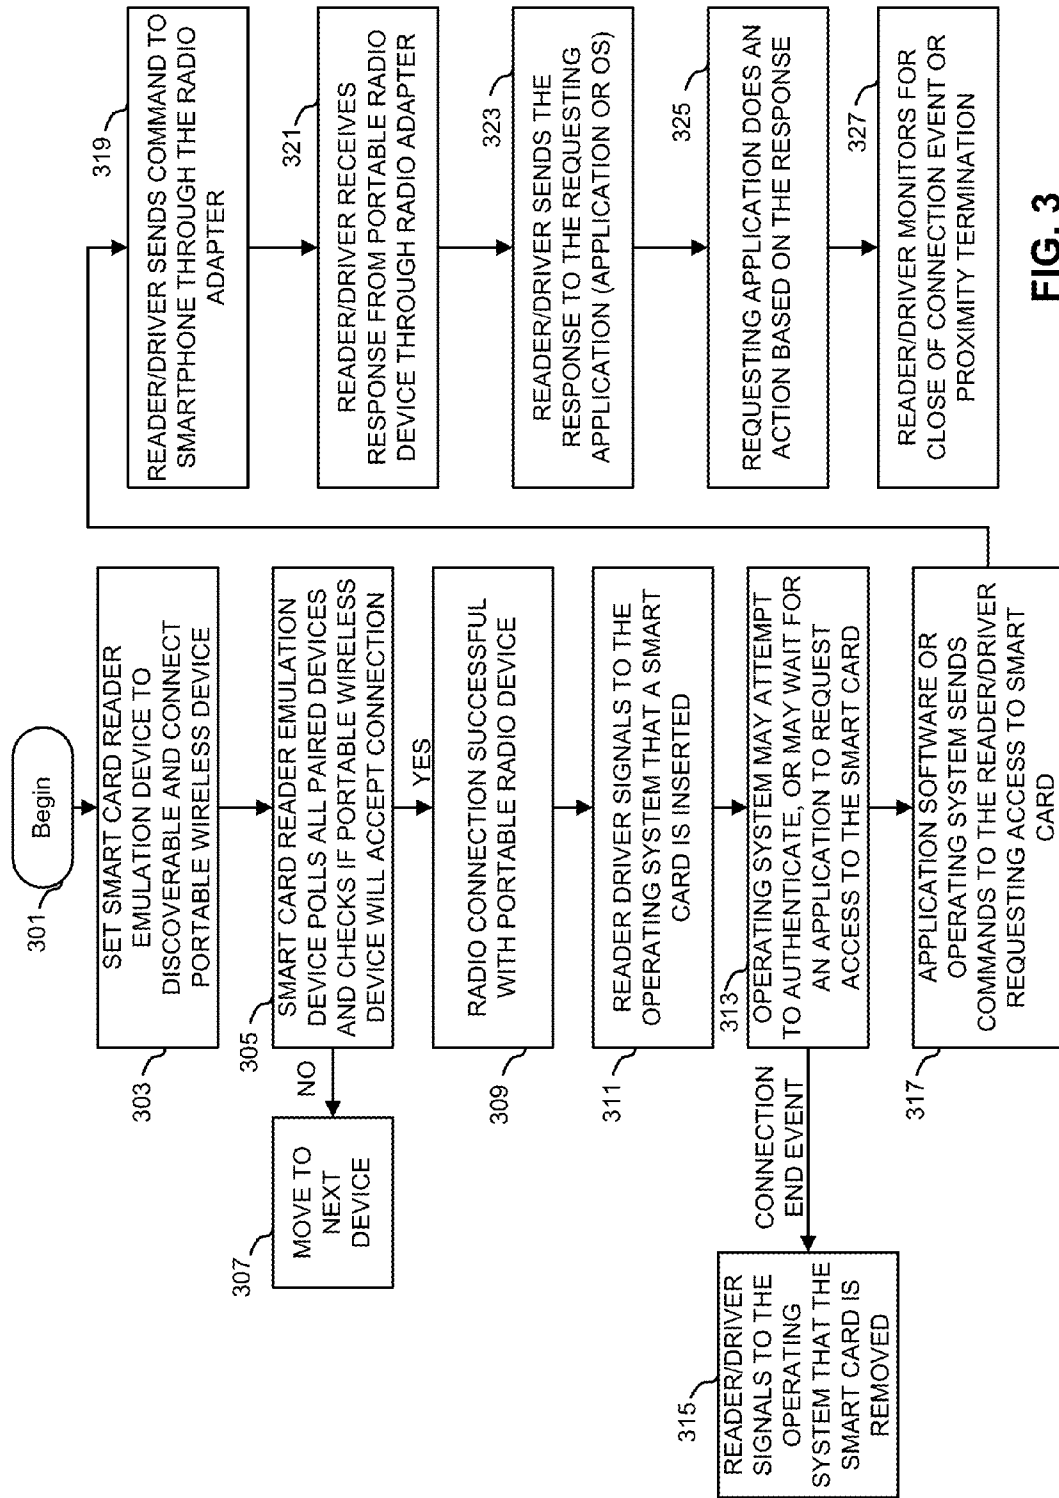 Begin
301
SET SMART CARD READER
EMULATION DEVICE TO
DISCOVERABLE AND CONNECT
PORTABLE WIRELESS DEVICE
303
SMART CARD READER EMULATION
DEVICE POLLS ALL PAIRED DEVICES
AND CHECKS IF PORTABLE WIRELESS
DEVICE WILL ACCEPT CONNECTION
305
NO
MOVE TO
NEXT
DEVICE
307
YES
RADIO CONNECTION SUCCESSFUL
WITH PORTABLE RADIO DEVICE
309
READER DRIVER SIGNALS TO THE
OPERATING SYSTEM THAT A SMART
CARD IS INSERTED
311
OPERATING SYSTEM MAY ATTEMPT
TO AUTHENTICATE, OR MAY WAIT FOR
AN APPLICATION TO REQUEST
ACCESS TO THE SMART CARD
313
CONNECTION
END EVENT
READER/DRIVER
SIGNALS TO THE
OPERATING
SYSTEM THAT THE
SMART CARD IS
REMOVED
315
APPLICATION SOFTWARE OR
OPERATING SYSTEM SENDS
COMMANDS TO THE READER/DRIVER
REQUESTING ACCESS TO SMART
CARD
317
READER/DRIVER SENDS COMMAND TO
SMARTPHONE THROUGH THE RADIO
ADAPTER
319
READER/DRIVER RECEIVES
RESPONSE FROM PORTABLE RADIO
DEVICE THROUGH RADIO ADAPTER
321
READER/DRIVER SENDS THE
RESPONSE TO THE REQUESTING
APPLICATION (APPLICATION OR OS)
323
REQUESTING APPLICATION DOES AN
ACTION BASED ON THE RESPONSE
325
READER/DRIVER MONITORS FOR
CLOSE OF CONNECTION EVENT OR
PROXIMITY TERMINATION
327
FIG. 3